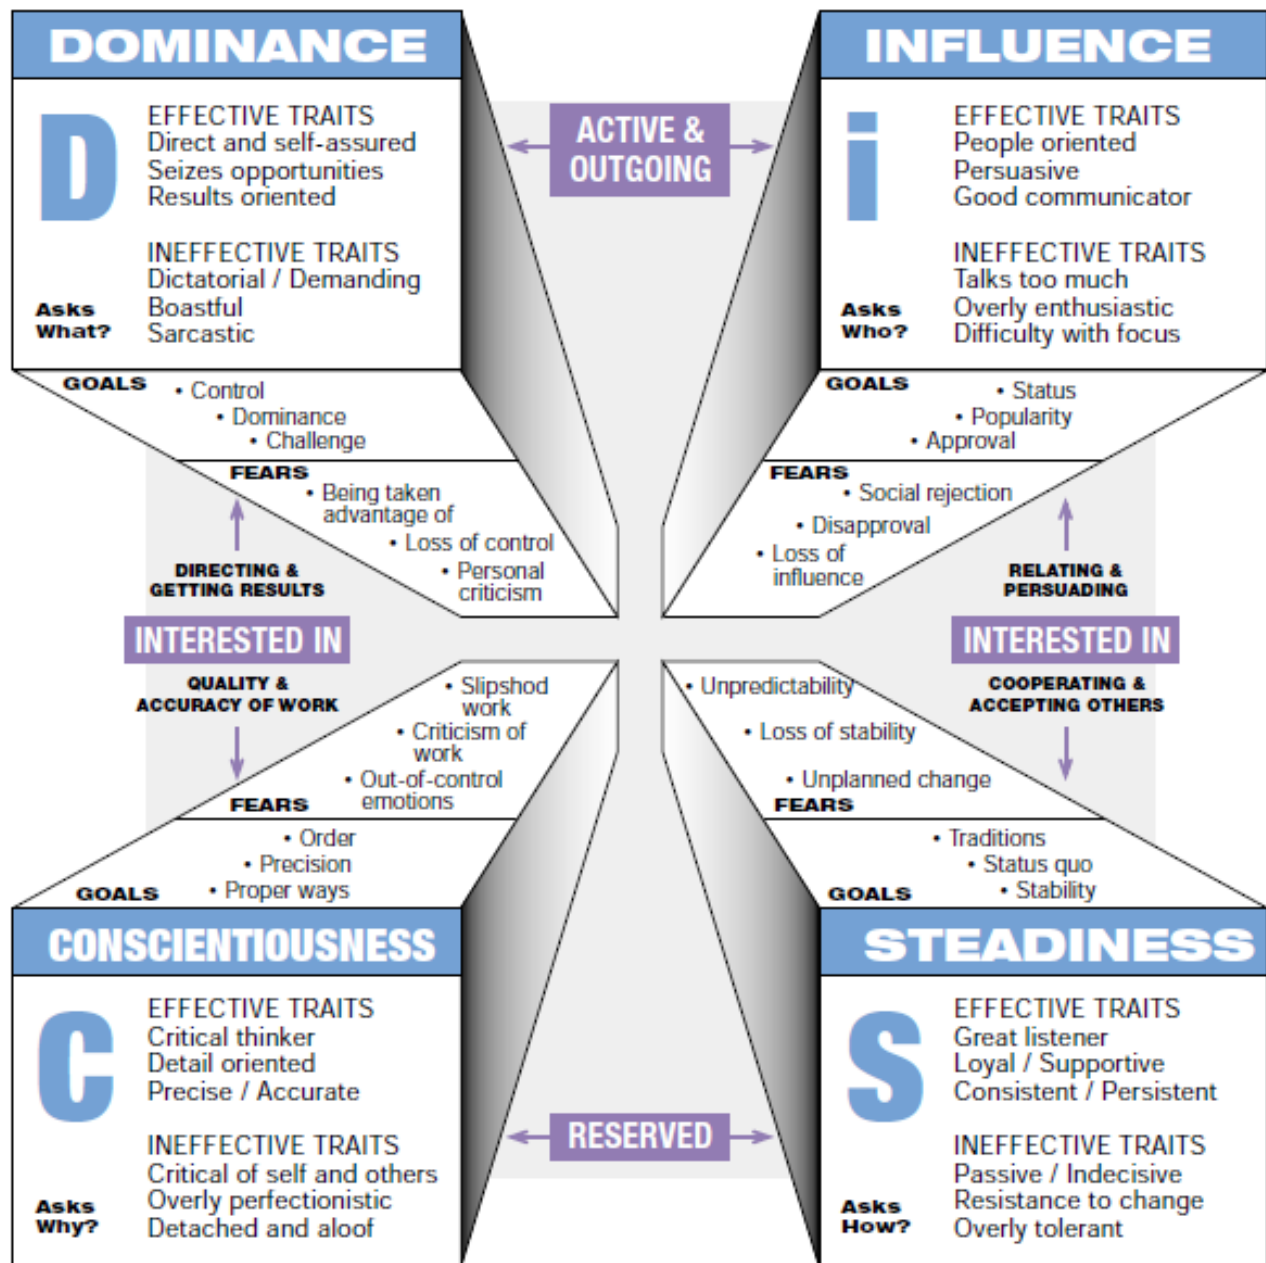 DOMINANCE
D
EFFECTIVE TRAITS
Direct and self-assured
Seizes opportunities
Results oriented
INEFFECTIVE TRAITS
Dictatorial / Demanding
Boastful
Sarcastic
Asks
What?
GOALS
• Control
• Dominance
• Challenge
FEARS
• Being taken
advantage of
• Loss of control
• Personal
criticism
ACTIVE &
OUTGOING
INFLUENCE
i
EFFECTIVE TRAITS
People oriented
Persuasive
Good communicator
INEFFECTIVE TRAITS
Talks too much
Overly enthusiastic
Difficulty with focus
Asks
Who?
GOALS
• Status
• Popularity
• Approval
FEARS
• Social rejection
• Disapproval
• Loss of
influence
DIRECTING &
GETTING RESULTS
INTERESTED IN
QUALITY &
ACCURACY OF WORK
RELATING &
PERSUADING
INTERESTED IN
COOPERATING &
ACCEPTING OTHERS
• Slipshod
work
• Criticism of
work
• Out-of-control
emotions
FEARS
• Order
• Precision
• Proper ways
GOALS
CONSCIENTIOUSNESS
C
EFFECTIVE TRAITS
Critical thinker
Detail oriented
Precise / Accurate
INEFFECTIVE TRAITS
Critical of self and others
Overly perfectionistic
Detached and aloof
Asks
Why?
RESERVED
• Unpredictability
• Loss of stability
• Unplanned change
FEARS
• Traditions
• Status quo
• Stability
GOALS
STEADINESS
S
EFFECTIVE TRAITS
Great listener
Loyal / Supportive
Consistent / Persistent
INEFFECTIVE TRAITS
Passive / Indecisive
Resistance to change
Overly tolerant
Asks
How?